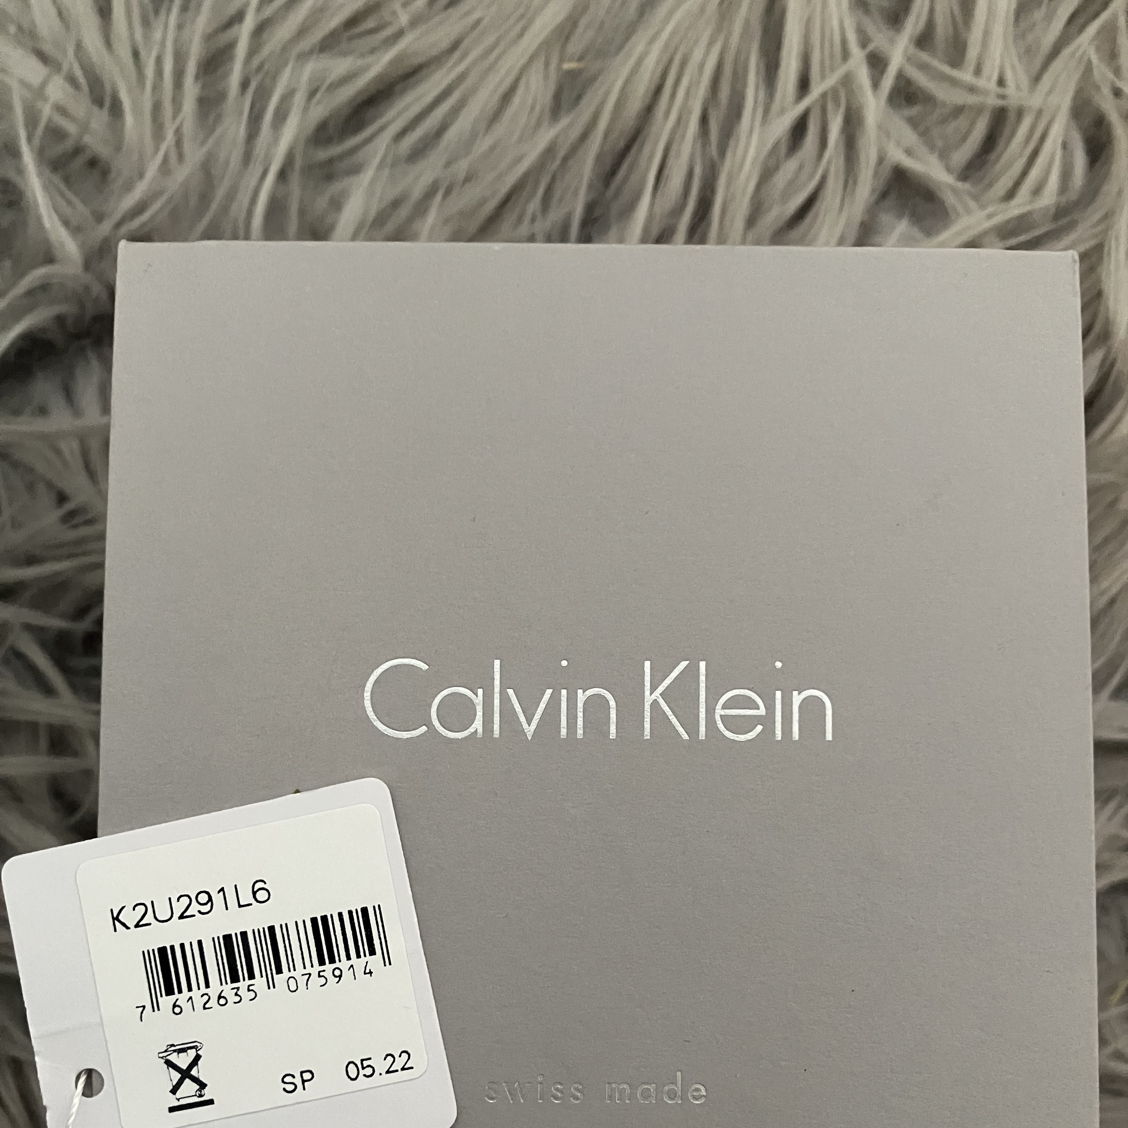 Calvin Klein
K2U291L6
7 612635 075914
SP 05.22
swiss made